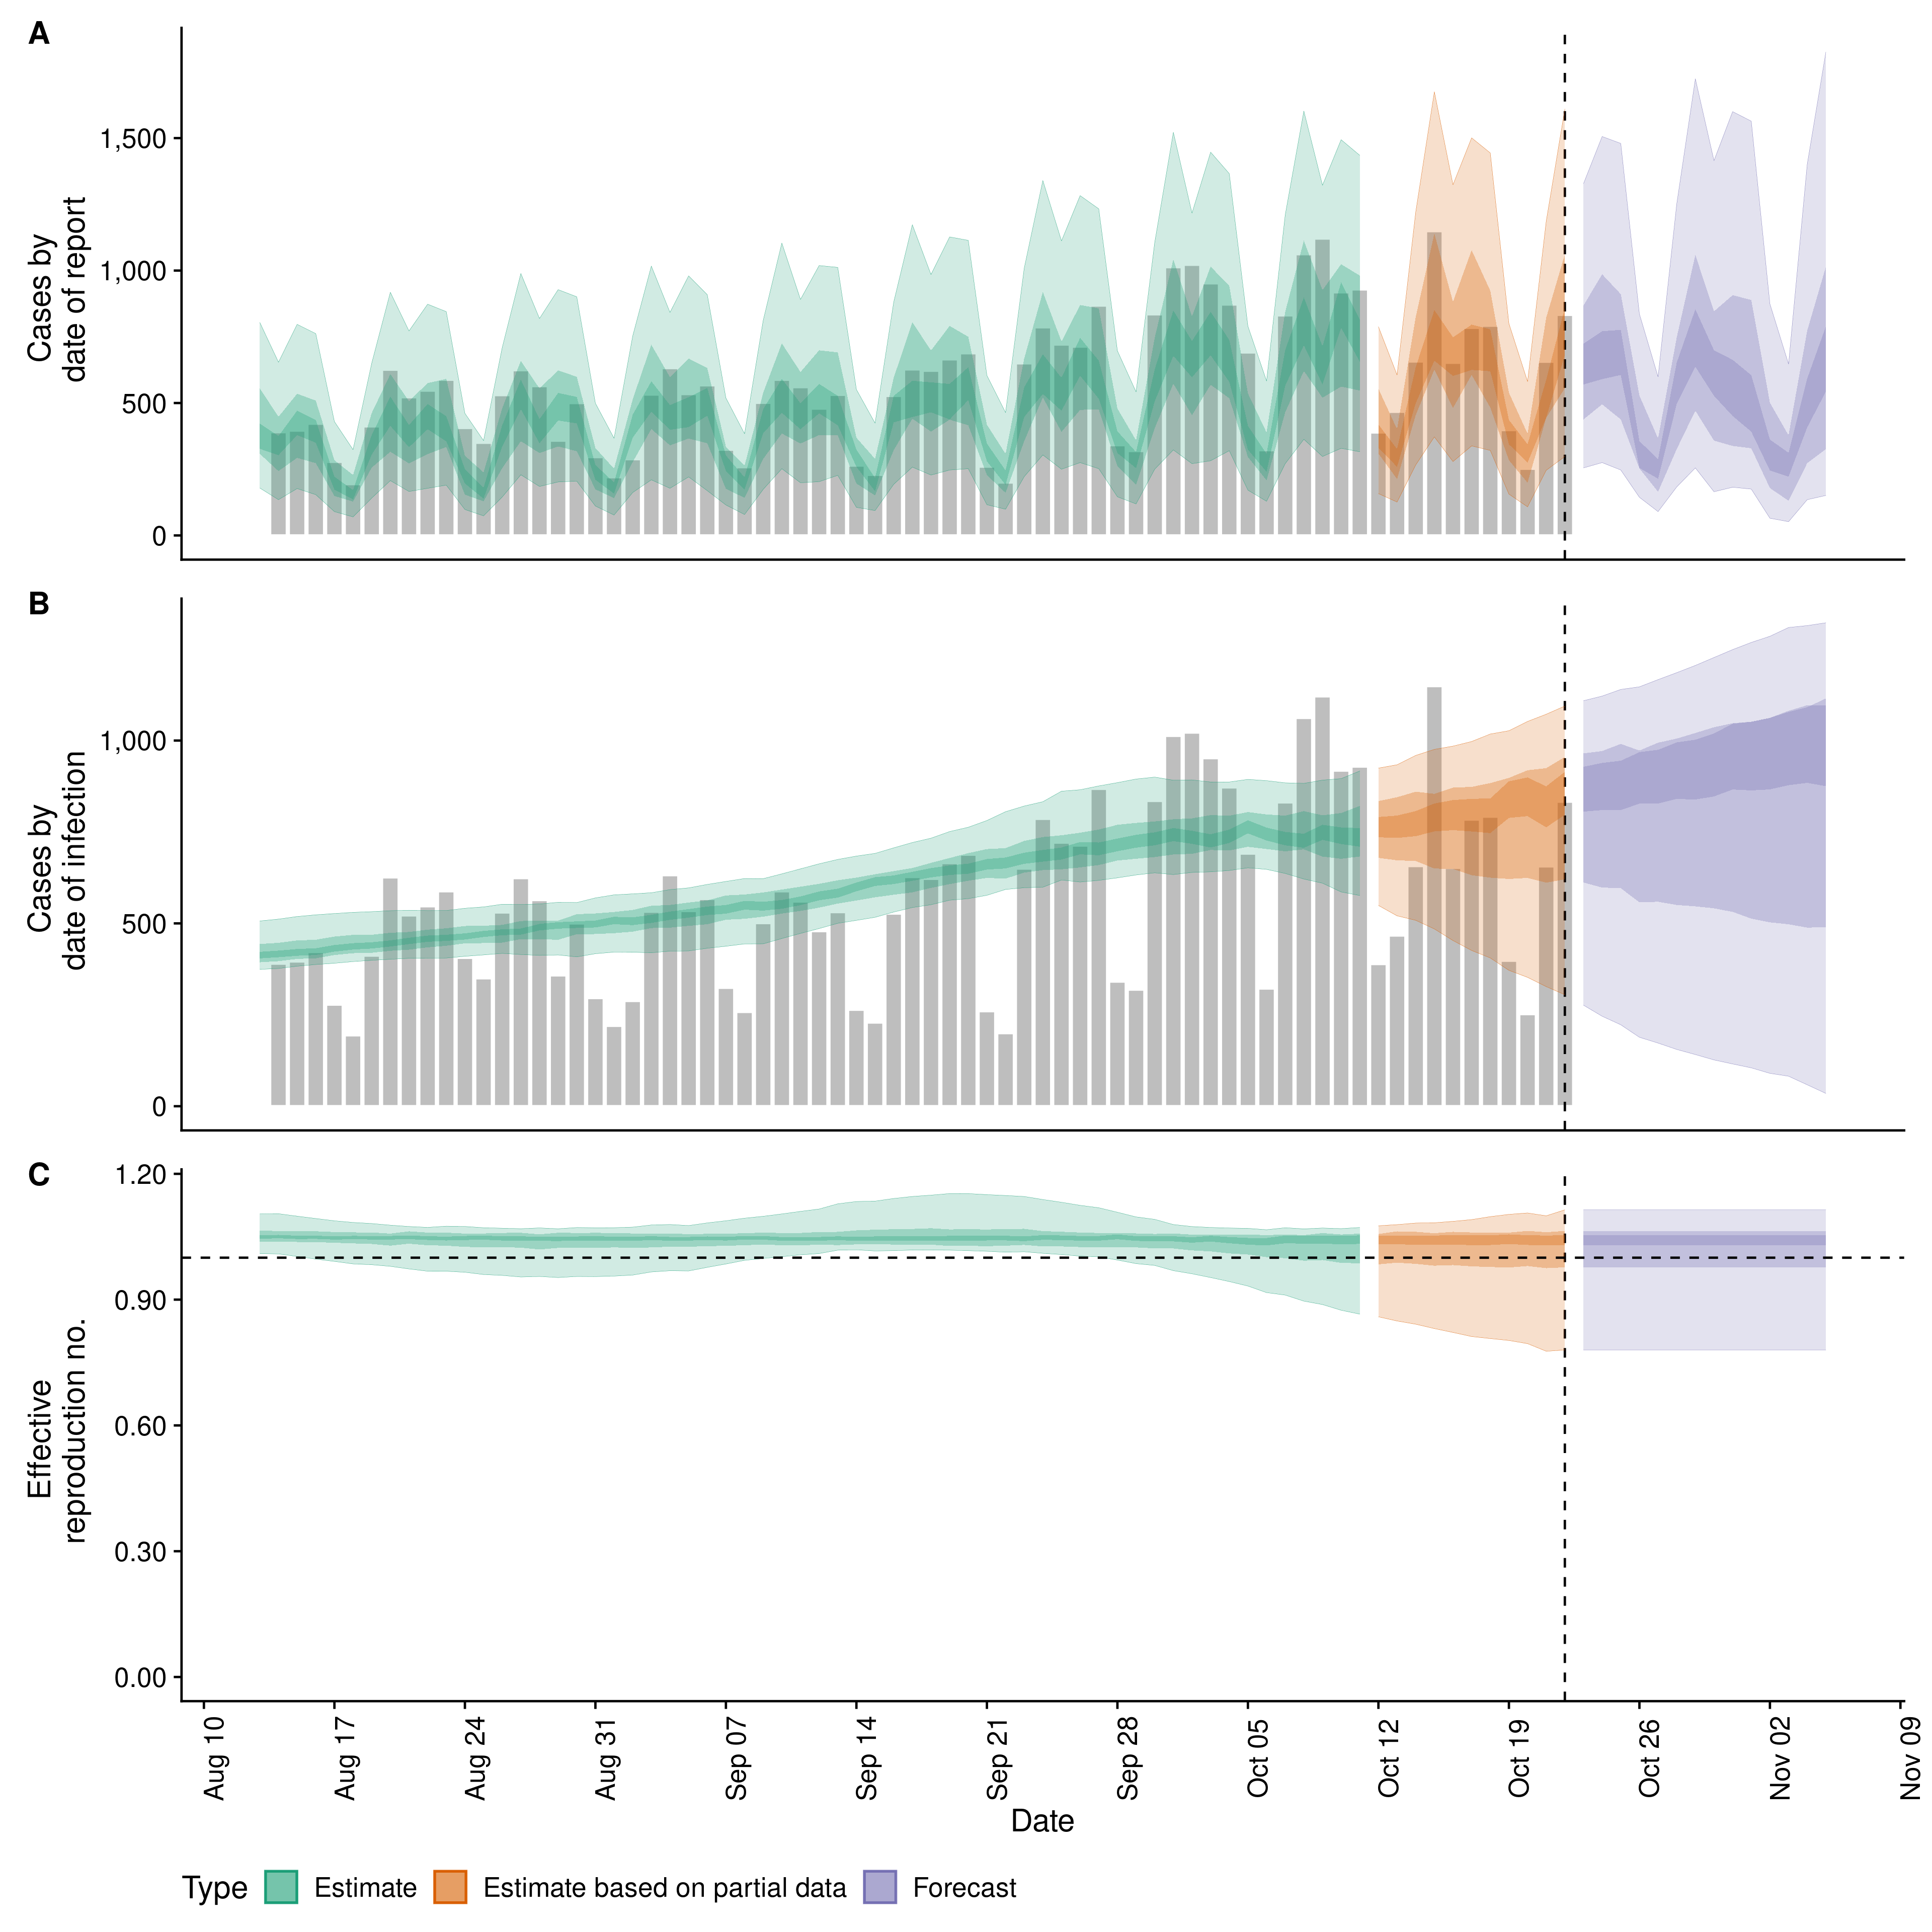 A
Cases by
date of report
1,500
1,000
500
0
B
Cases by
date of infection
1,000
500
0
C
Effective
reproduction no.
1.20
0.90
0.60
0.30
0.00
Aug 10
Aug 17
Aug 24
Aug 31
Sep 07
Sep 14
Sep 21
Sep 28
Oct 05
Oct 12
Oct 19
Oct 26
Nov 02
Nov 09
Date
Type Estimate Estimate based on partial data Forecast